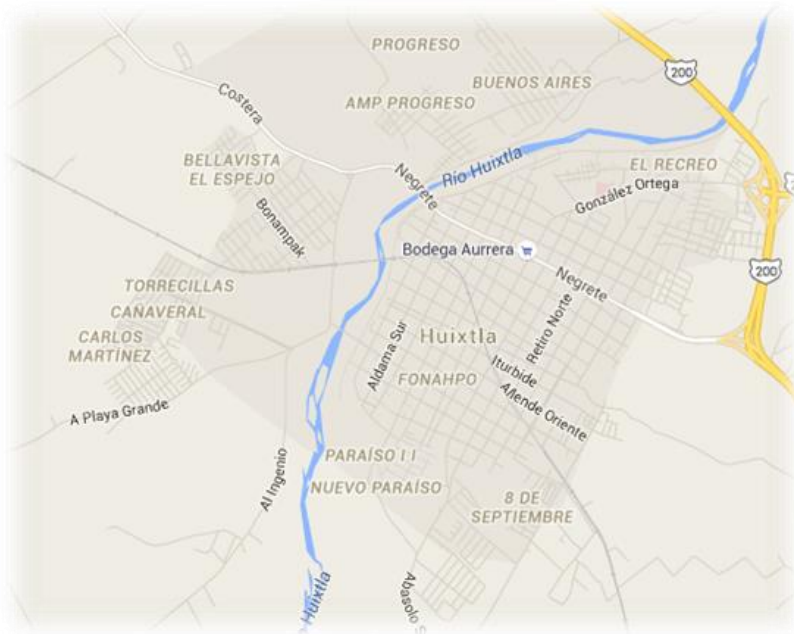 PROGRESO
200
BUENOS AIRES
AMP PROGRESO
Costera
BELLAVISTA
EL ESPEJO
Negrete
Río Huixtla
EL RECREO
González Ortega
Bonampak
Bodega Aurrera
Negrete
200
TORRECILLAS
CAÑAVERAL
CARLOS
MARTÍNEZ
Aldama Sur
Huixtla
Retiro Norte
Iturbide
FONAHPO
Allende Oriente
A Playa Grande
PARAÍSO I I
Al Ingenio
NUEVO PARAÍSO
8 DE
SEPTIEMBRE
Huixtla
Abasolo